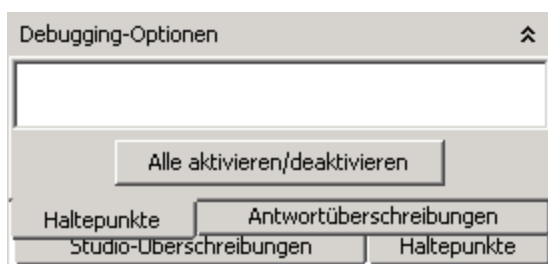 Debugging-Optionen
Alle aktivieren/deaktivieren
Haltepunkte Antwortüberschreibungen
Studio-Überschreibungen Haltepunkte